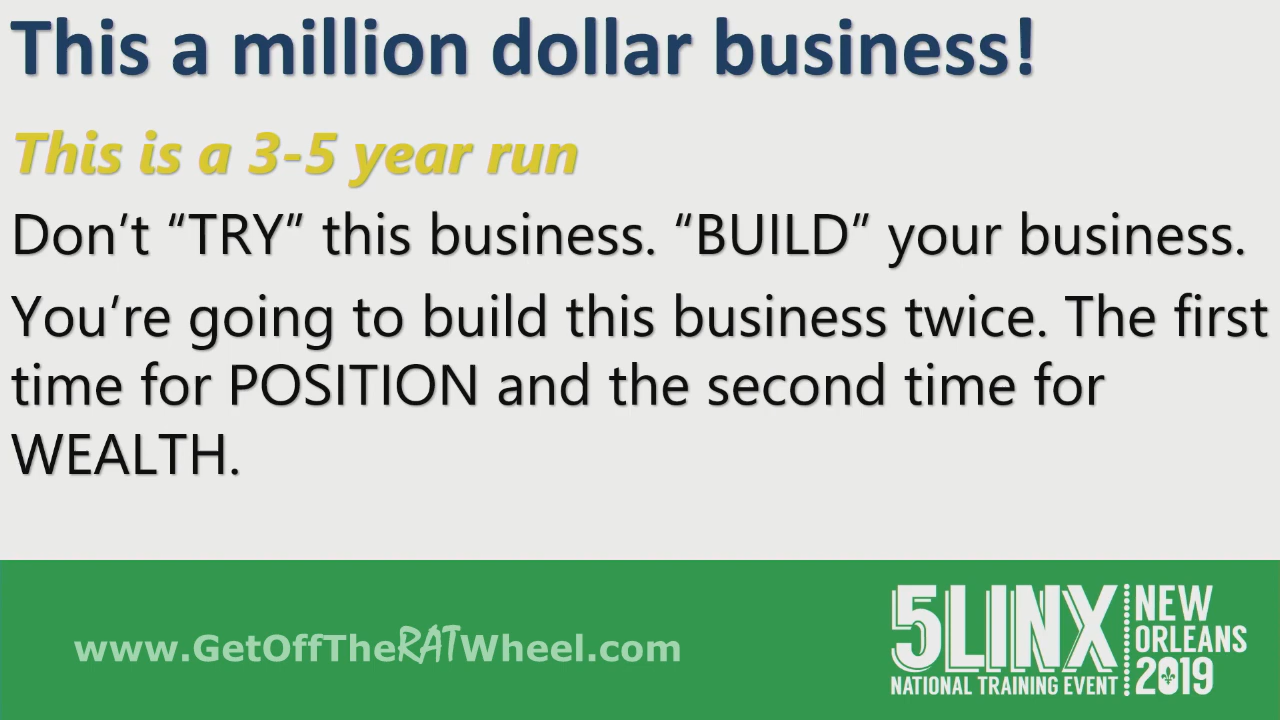 This a million dollar business!
This is a 3-5 year run
Don’t “TRY” this business. “BUILD” your business.
You’re going to build this business twice. The first
time for POSITION and the second time for
WEALTH.
www.GetOffTheRATWheel.com
5LINX
NATIONAL TRAINING EVENT
NEW
ORLEANS
2019